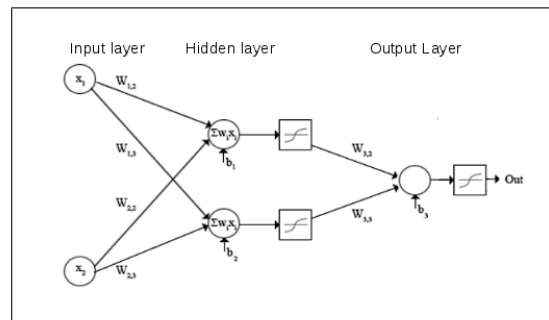 Input layer Hidden layer Output Layer
x1
W1,2
Σwixi
W3,2
b1
W1,3
Out
W2,2
b3
Σwixi
W3,3
x2
W2,3
b2